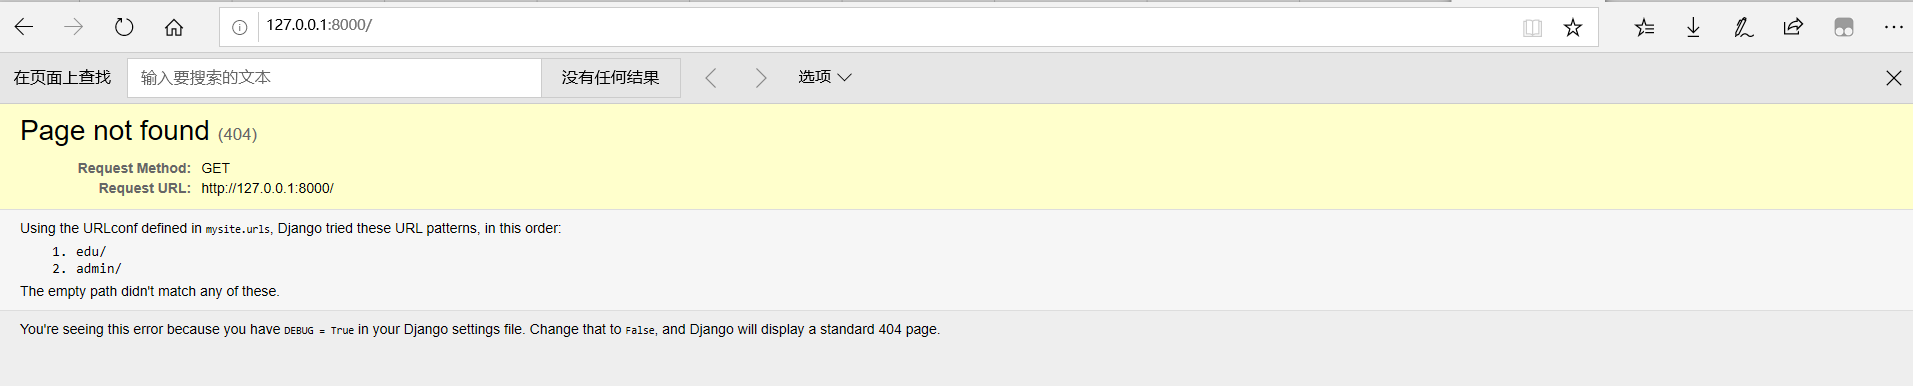 127.0.0.1:8000/
在页面上查找 输入要搜索的文本 没有任何结果 选项
Page not found (404)
Request Method: GET
Request URL: http://127.0.0.1:8000/
Using the URLconf defined in mysite.urls, Django tried these URL patterns, in this order:
1. edu/
2. admin/
The empty path didn't match any of these.
You're seeing this error because you have DEBUG = True in your Django settings file. Change that to False, and Django will display a standard 404 page.